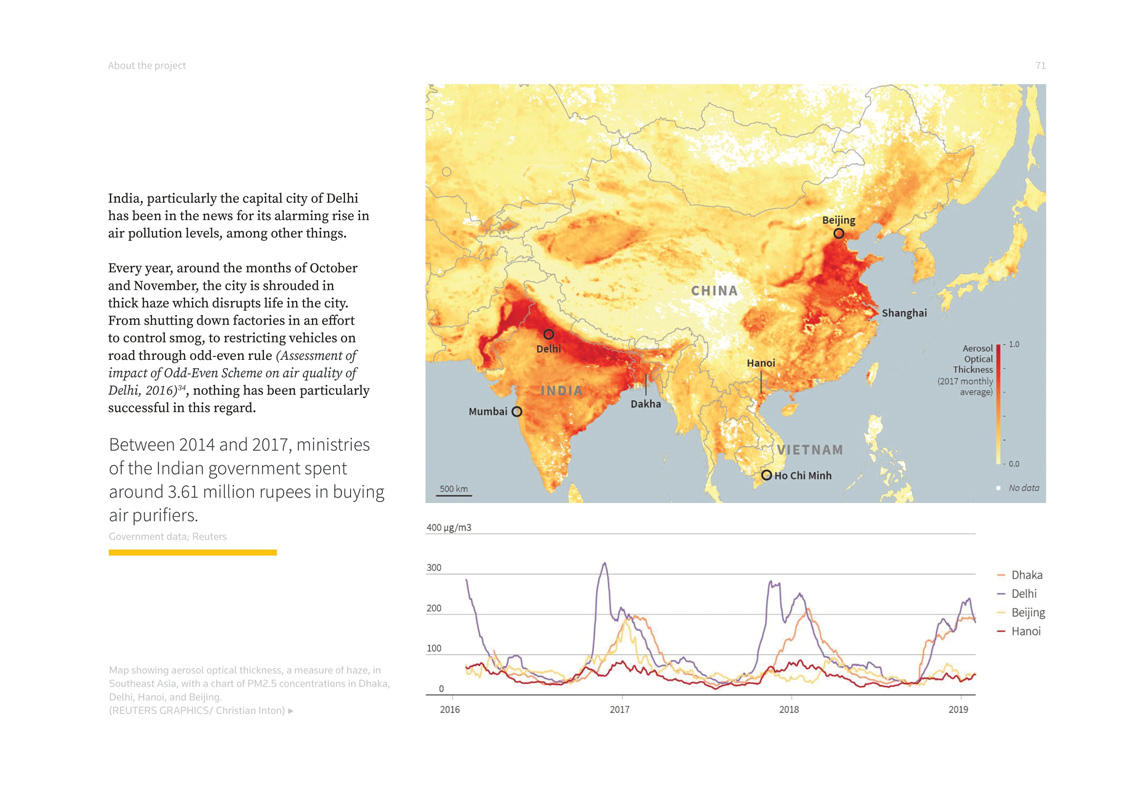 About the project
71
India, particularly the capital city of Delhi
has been in the news for its alarming rise in
air pollution levels, among other things.
Every year, around the months of October
and November, the city is shrouded in
thick haze which disrupts life in the city.
From shutting down factories in an effort
to control smog, to restricting vehicles on
road through odd-even rule (Assessment of
impact of Odd-Even Scheme on air quality of
Delhi, 2016)³⁴, nothing has been particularly
successful in this regard.
Between 2014 and 2017, ministries
of the Indian government spent
around 3.61 million rupees in buying
air purifiers.
Government data; Reuters
Map showing aerosol optical thickness, a measure of haze, in
Southeast Asia, with a chart of PM2.5 concentrations in Dhaka,
Delhi, Hanoi, and Beijing.
(REUTERS GRAPHICS/ Christian Inton) ▶
Beijing
CHINA
Shanghai
Delhi
Hanoi
INDIA
Dakha
Mumbai
VIETNAM
Ho Chi Minh
500 km
Aerosol
Optical
Thickness
(2017 monthly
average)
1.0
0.0
No data
400 µg/m3
300
200
100
0
2016
2017
2018
2019
Dhaka
Delhi
Beijing
Hanoi